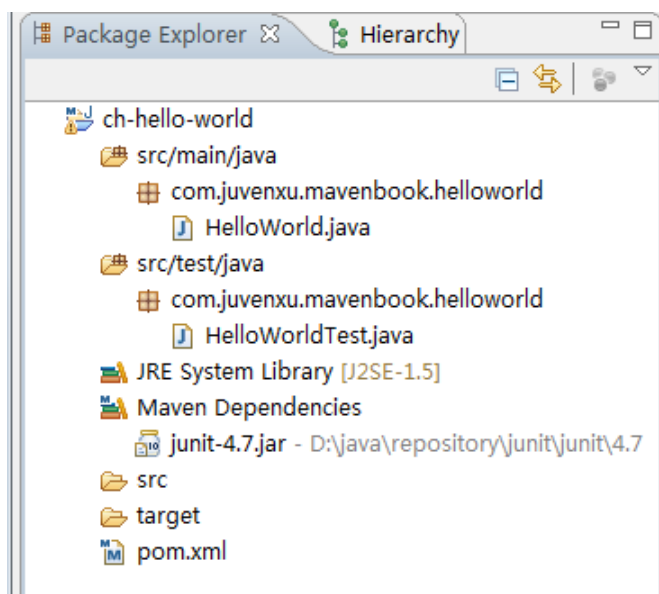 Package Explorer Hierarchy
ch-hello-world
src/main/java
com.juvenxu.mavenbook.helloworld
HelloWorld.java
src/test/java
com.juvenxu.mavenbook.helloworld
HelloWorldTest.java
JRE System Library [J2SE-1.5]
Maven Dependencies
junit-4.7.jar - D:\java\repository\junit\junit\4.7
src
target
pom.xml